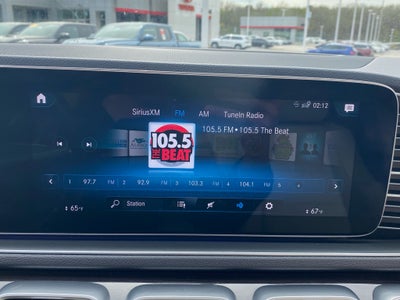 02:12
SiriusXM FM AM TuneIn Radio
105.5 FM • 105.5 The Beat
105.5
THE BEAT
1 97.7 FM 2 92.9 FM 3 103.3 FM 4 104.1 FM 5 - 6
65°F Station 67°F